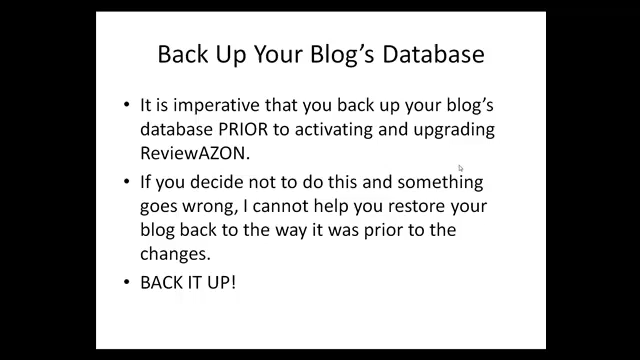 Back Up Your Blog's Database
• It is imperative that you back up your blog's
database PRIOR to activating and upgrading
ReviewAZON.
• If you decide not to do this and something
goes wrong, I cannot help you restore your
blog back to the way it was prior to the
changes.
• BACK IT UP!